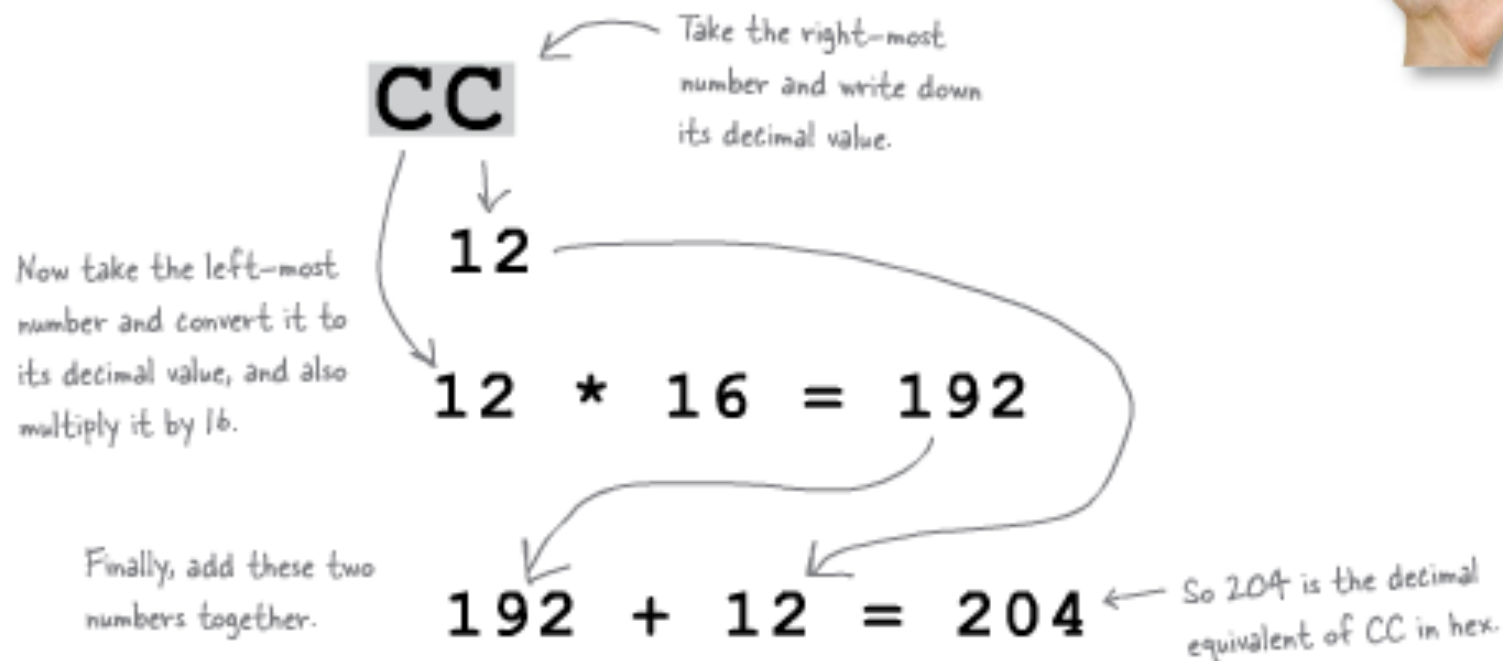 Take the right-most
number and write down
its decimal value.
CC
12
Now take the left-most
number and convert it to
its decimal value, and also
multiply it by 16.
12 * 16 = 192
Finally, add these two
numbers together.
192 + 12 = 204
So 204 is the decimal
equivalent of CC in hex.